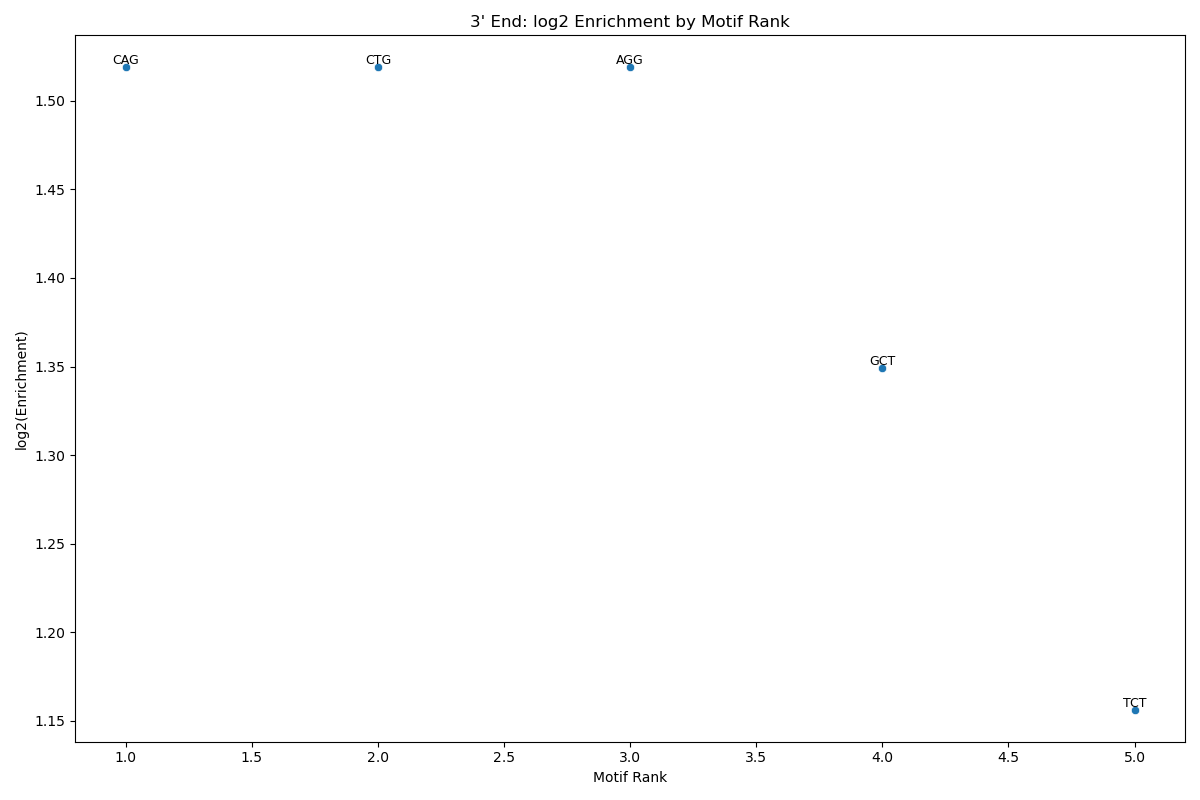 3' End: log2 Enrichment by Motif Rank
CAG
CTG
AGG
GCT
TCT
1.50
1.45
1.40
1.35
1.30
1.25
1.20
1.15
log2(Enrichment)
1.0
1.5
2.0
2.5
3.0
3.5
4.0
4.5
5.0
Motif Rank